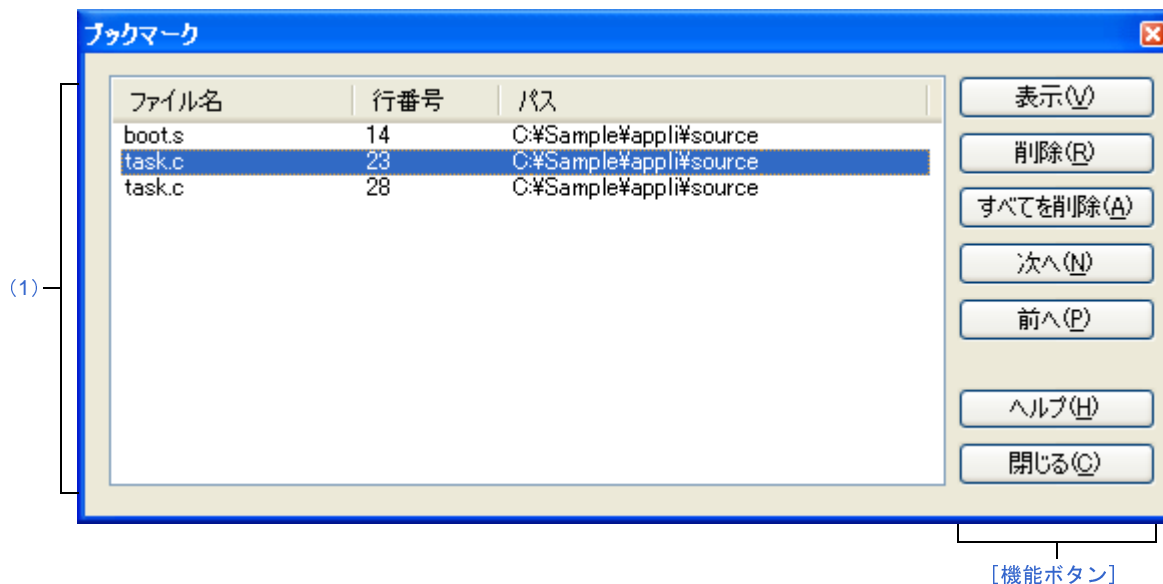 ブックマーク
ファイル名 行番号 パス
boot.s 14 C:¥Sample¥appli¥source
task.c 23 C:¥Sample¥appli¥source
task.c 28 C:¥Sample¥appli¥source
表示(V)
削除(R)
すべてを削除(A)
次へ(N)
前へ(P)
ヘルプ(H)
閉じる(C)
(1)
[機能ボタン]